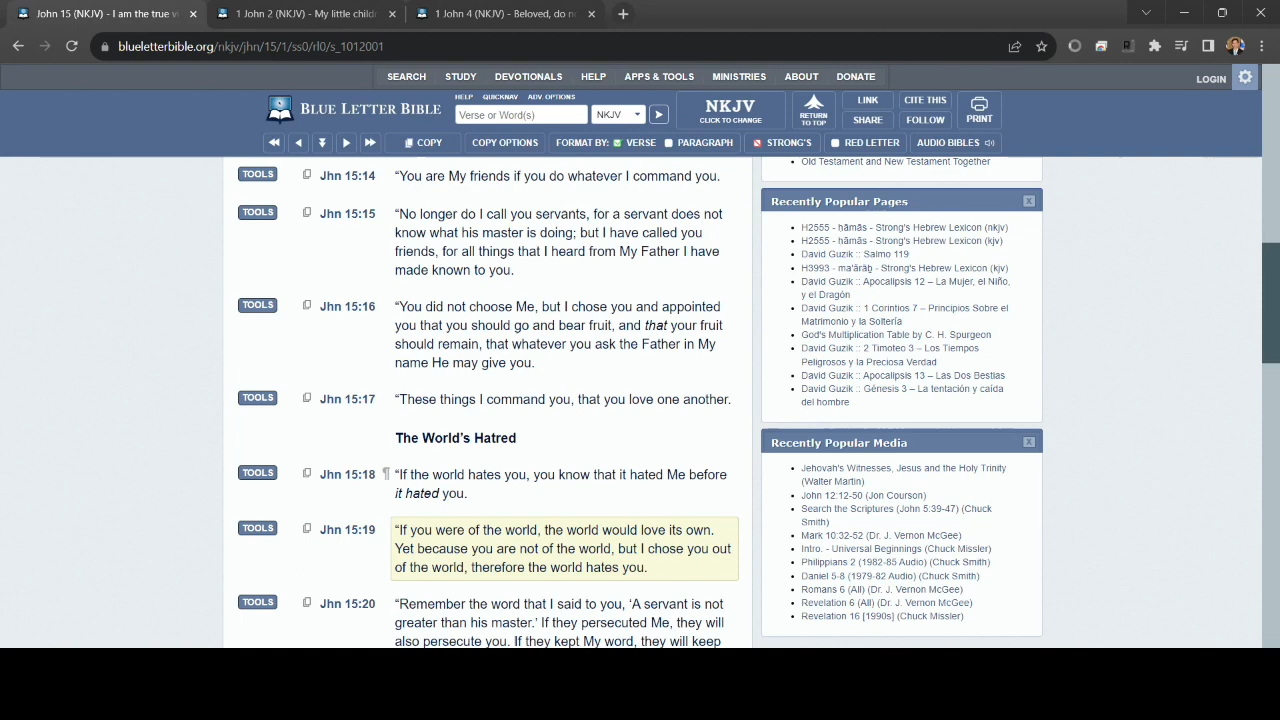 John 15 (NKJV) - I am the true v
1 John 2 (NKJV) - My little childr
1 John 4 (NKJV) - Beloved, do no
blueletterbible.org/nkjv/jhn/15/1/ss0/rl0/s_1012001
SEARCH STUDY DEVOTIONALS HELP APPS & TOOLS MINISTRIES ABOUT DONATE LOGIN
BLUE LETTER BIBLE
HELP QUICKNAV ADV. OPTIONS
Verse or Word(s) NKJV
NKJV
CLICK TO CHANGE
RETURN
TO TOP
LINK CITE THIS
SHARE FOLLOW
PRINT
COPY COPY OPTIONS FORMAT BY: VERSE PARAGRAPH STRONG'S RED LETTER AUDIO BIBLES
TOOLS Jhn 15:14 “You are My friends if you do whatever I command you.
TOOLS Jhn 15:15 “No longer do I call you servants, for a servant does not
know what his master is doing; but I have called you
friends, for all things that I heard from My Father I have
made known to you.
TOOLS Jhn 15:16 “You did not choose Me, but I chose you and appointed
you that you should go and bear fruit, and that your fruit
should remain, that whatever you ask the Father in My
name He may give you.
TOOLS Jhn 15:17 “These things I command you, that you love one another.
The World’s Hatred
TOOLS Jhn 15:18 ¶ “If the world hates you, you know that it hated Me before
it hated you.
TOOLS Jhn 15:19 “If you were of the world, the world would love its own.
Yet because you are not of the world, but I chose you out
of the world, therefore the world hates you.
TOOLS Jhn 15:20 “Remember the word that I said to you, ‘A servant is not
greater than his master.’ If they persecuted Me, they will
also persecute you. If they kept My word, they will keep
Old Testament and New Testament Together
Recently Popular Pages X
H2555 - ḥāmās - Strong's Hebrew Lexicon (nkjv)
H2555 - ḥāmās - Strong's Hebrew Lexicon (kjv)
David Guzik :: Salmo 119
H3993 - ma'ărāḇ - Strong's Hebrew Lexicon (kjv)
David Guzik :: Apocalipsis 12 – La Mujer, el Niño,
y el Dragón
David Guzik :: 1 Corintios 7 – Principios Sobre el
Matrimonio y la Soltería
God's Multiplication Table by C. H. Spurgeon
David Guzik :: 2 Timoteo 3 – Los Tiempos
Peligrosos y la Preciosa Verdad
David Guzik :: Apocalipsis 13 – Las Dos Bestias
David Guzik :: Génesis 3 – La tentación y caída
del hombre
Recently Popular Media X
Jehovah's Witnesses, Jesus and the Holy Trinity
(Walter Martin)
John 12:12-50 (Jon Courson)
Search the Scriptures (John 5:39-47) (Chuck
Smith)
Mark 10:32-52 (Dr. J. Vernon McGee)
Intro. - Universal Beginnings (Chuck Missler)
Philippians 2 (1982-85 Audio) (Chuck Smith)
Daniel 5-8 (1979-82 Audio) (Chuck Smith)
Romans 6 (All) (Dr. J. Vernon McGee)
Revelation 6 (All) (Dr. J. Vernon McGee)
Revelation 16 [1990s] (Chuck Missler)